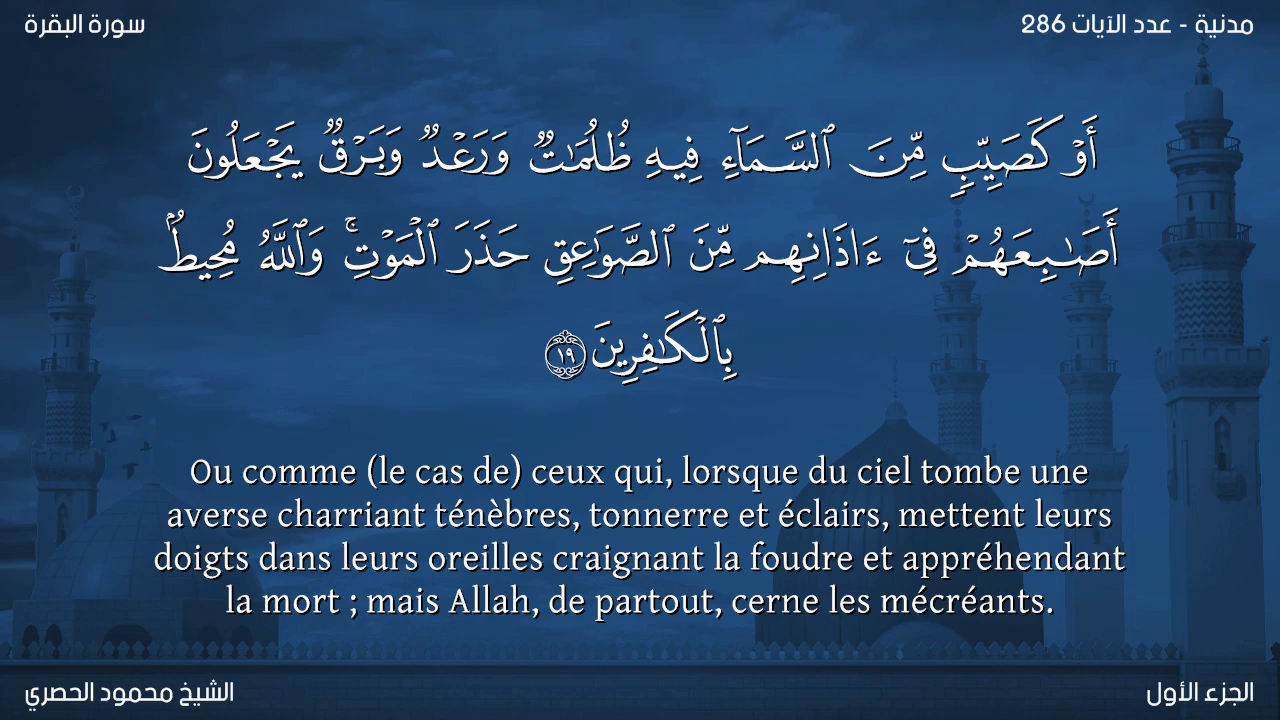 سورة البقرة
مدنية - عدد الآيات 286
أَوْ كَصَيِّبٍ مِّنَ ٱلسَّمَآءِ فِيهِ ظُلُمَٰتٌ وَرَعْدٌ وَبَرْقٌ يَجْعَلُونَ
أَصَٰبِعَهُمْ فِىٓ ءَاذَانِهِم مِّنَ ٱلصَّوَٰعِقِ حَذَرَ ٱلْمَوْتِ ۚ وَٱللَّهُ مُحِيطٌۢ
بِٱلْكَٰفِرِينَ ١٩
Ou comme (le cas de) ceux qui, lorsque du ciel tombe une
averse charriant ténèbres, tonnerre et éclairs, mettent leurs
doigts dans leurs oreilles craignant la foudre et appréhendant
la mort ; mais Allah, de partout, cerne les mécréants.
الشيخ محمود الحصري
الجزء الأول